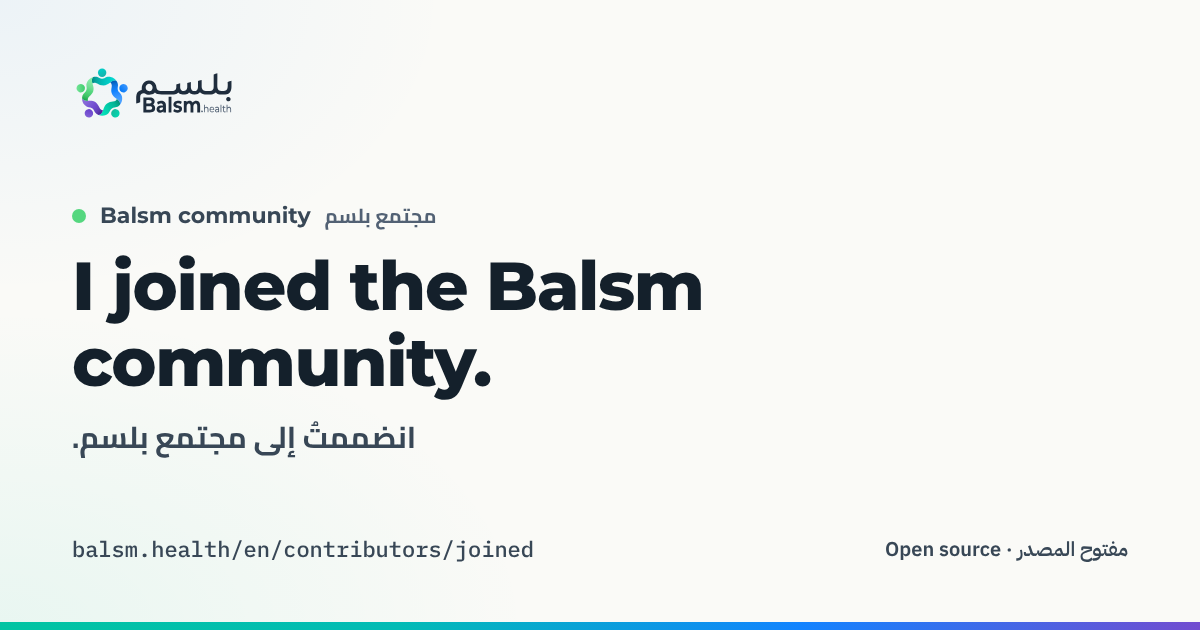 بلسم
Balsm.health
Balsm community مجتمع بلسم
I joined the Balsm
community.
انضممتُ إلى مجتمع بلسم.
balsm.health/en/contributors/joined
Open source · مفتوح المصدر